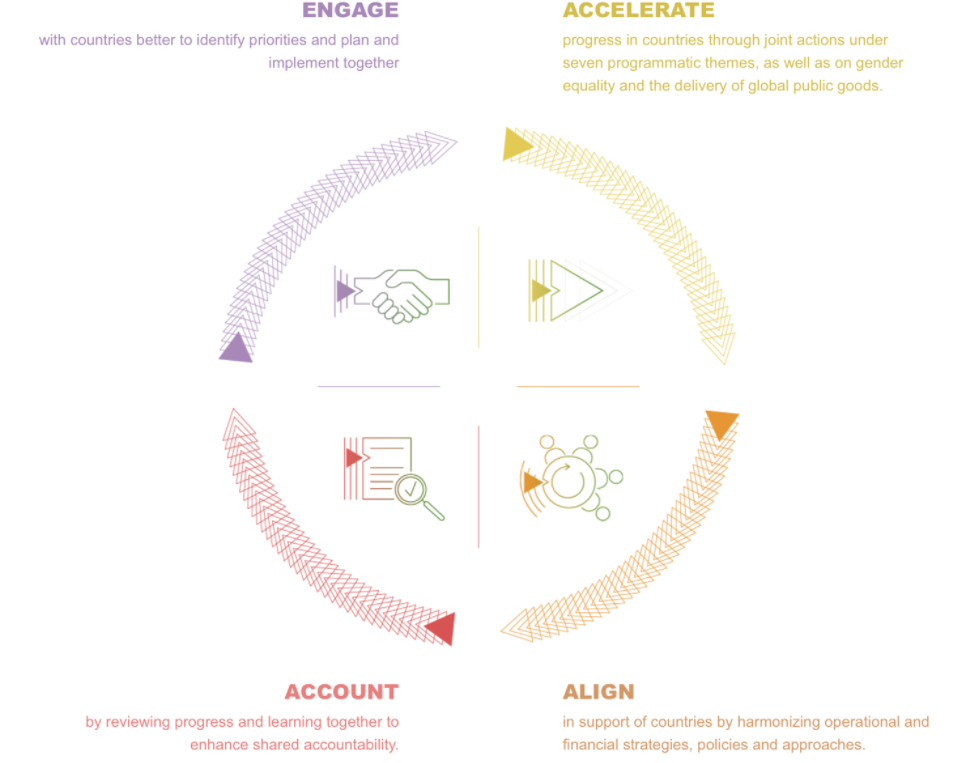 ENGAGE
with countries better to identify priorities and plan and
implement together
ACCELERATE
progress in countries through joint actions under
seven programmatic themes, as well as on gender
equality and the delivery of global public goods.
ACCOUNT
by reviewing progress and learning together to
enhance shared accountability.
ALIGN
in support of countries by harmonizing operational and
financial strategies, policies and approaches.